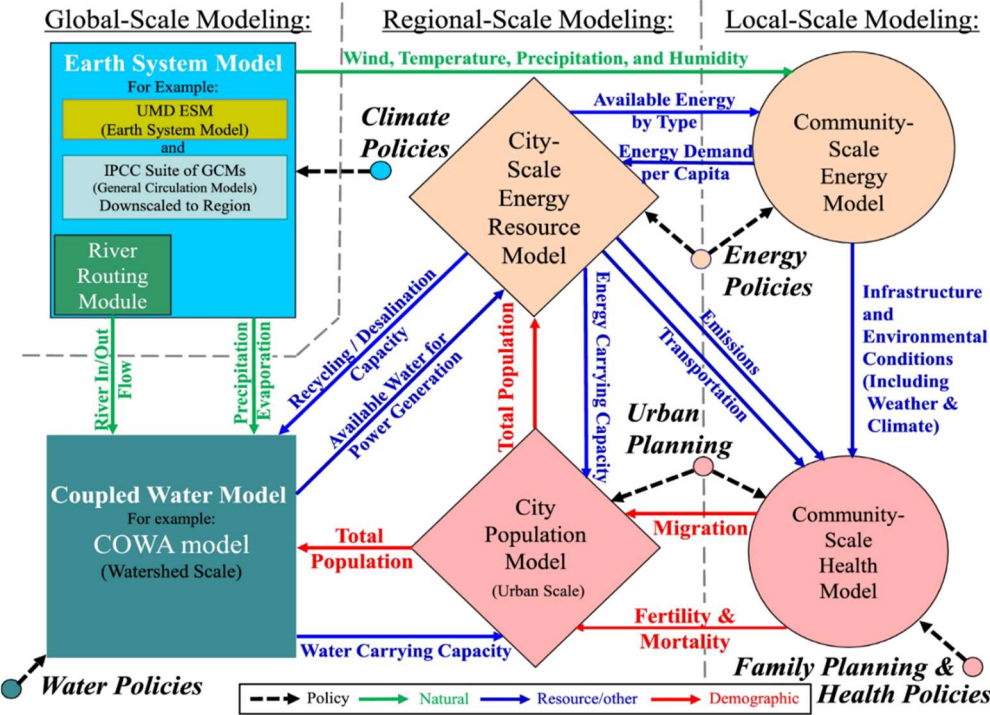 Global-Scale Modeling:
Regional-Scale Modeling:
Local-Scale Modeling:
Earth System Model
For Example:
UMD ESM
(Earth System Model)
and
IPCC Suite of GCMs
(General Circulation Models)
Downscaled to Region
River
Routing
Module
Wind, Temperature, Precipitation, and Humidity
Climate
Policies
City-
Scale
Energy
Resource
Model
Available Energy
by Type
Energy Demand
per Capita
Community-
Scale
Energy
Model
Energy
Policies
River In/Out
Flow
Precipitation
Evaporation
Recycling / Desalination
Capacity
Available Water for
Power Generation
Total Population
Energy Carrying Capacity
Emissions
Transportation
Infrastructure
and
Environmental
Conditions
(Including
Weather &
Climate)
Urban
Planning
Coupled Water Model
For example:
COWA model
(Watershed Scale)
Total
Population
City
Population
Model
(Urban Scale)
Migration
Community-
Scale
Health
Model
Fertility &
Mortality
Water Carrying Capacity
Water Policies
Family Planning &
Health Policies
Policy
Natural
Resource/other
Demographic